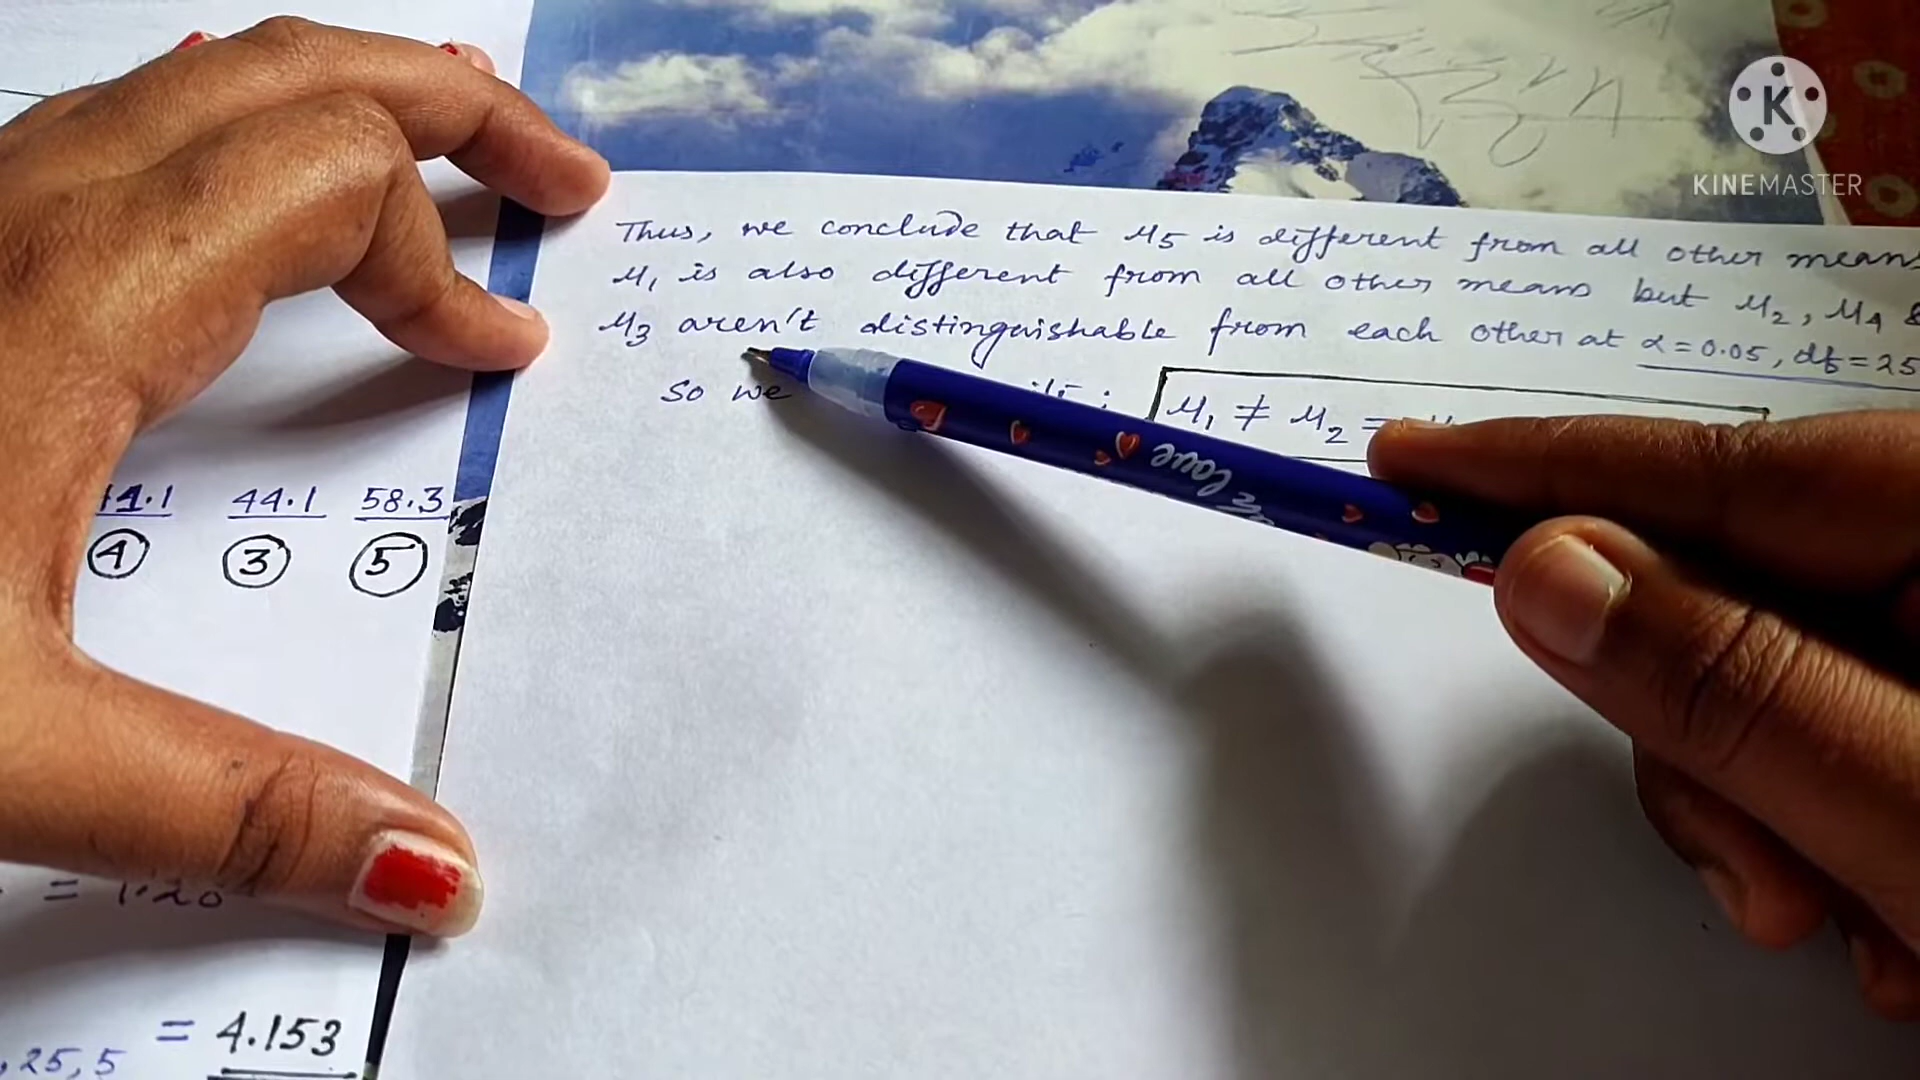 KINEMASTER
Thus, we conclude that μ5 is different from all other means
μ1 is also different from all other means but μ2, μ4 &
μ3 aren't distinguishable from each other at α = 0.05, df = 25
So we
μ1 ≠ μ2 =
44.1 58.3
4 3 5
= 1.20
= 4.153
,25,5